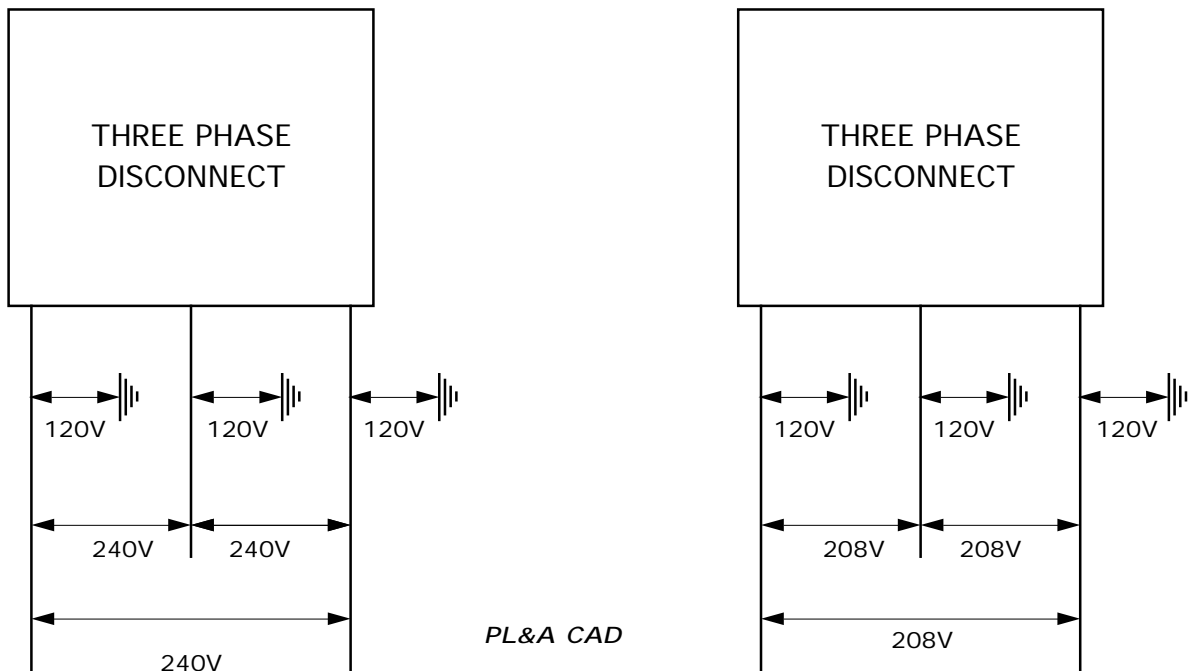 THREE PHASE
DISCONNECT
120V
120V
120V
240V
240V
240V
THREE PHASE
DISCONNECT
120V
120V
120V
208V
208V
208V
PL&A CAD